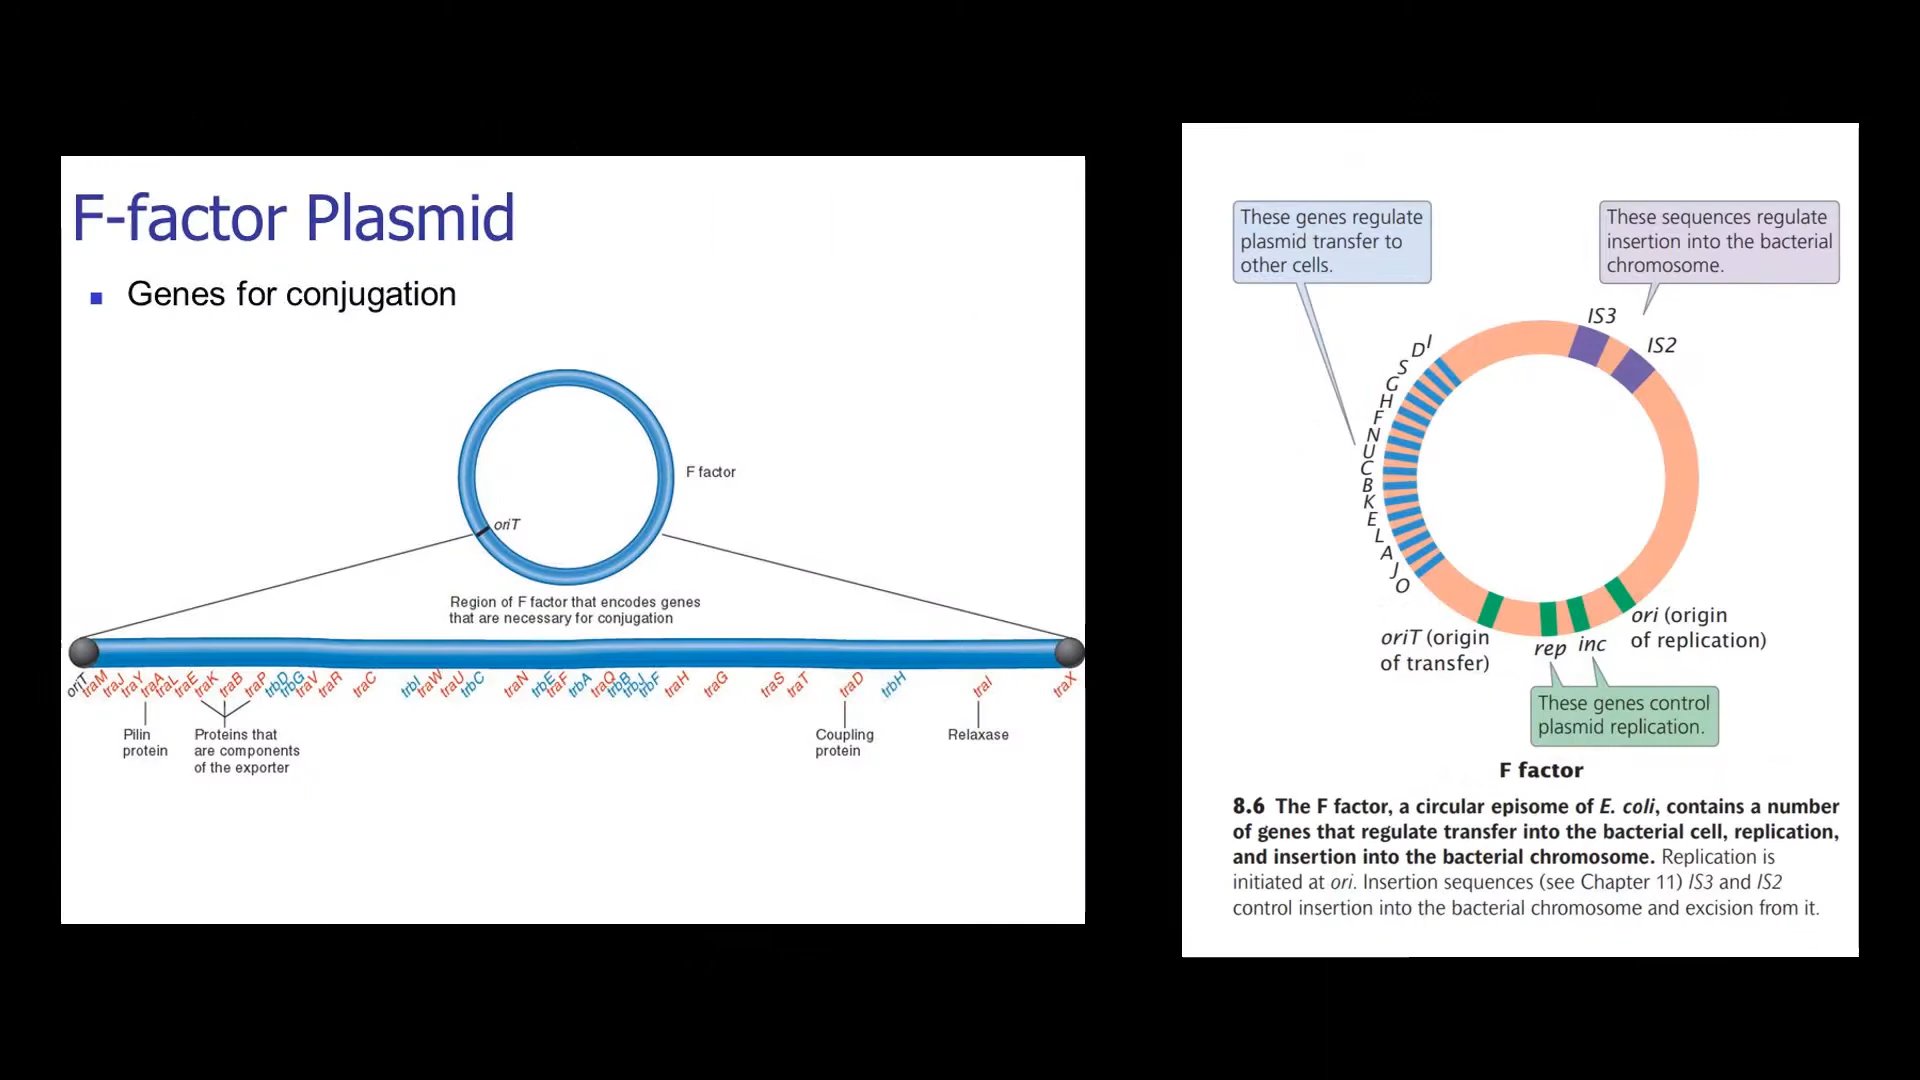 F-factor Plasmid
Genes for conjugation
F factor
oriT
Region of F factor that encodes genes
that are necessary for conjugation
oriT traM traJ traY traA traL traE traK traB traP trbD trbG traV traR traC trbI traW traU trbC traN trbE traF trbA traQ trbB trbJ trbF traH traG traS traT traD trbH traI traX
Pilin
protein
Proteins that
are components
of the exporter
Coupling
protein
Relaxase
These genes regulate
plasmid transfer to
other cells.
These sequences regulate
insertion into the bacterial
chromosome.
IS3
IS2
I
D
S
G
H
F
N
U
C
B
K
E
L
A
J
O
oriT (origin
of transfer)
rep
inc
ori (origin
of replication)
These genes control
plasmid replication.
F factor
8.6 The F factor, a circular episome of E. coli, contains a number
of genes that regulate transfer into the bacterial cell, replication,
and insertion into the bacterial chromosome. Replication is
initiated at ori. Insertion sequences (see Chapter 11) IS3 and IS2
control insertion into the bacterial chromosome and excision from it.